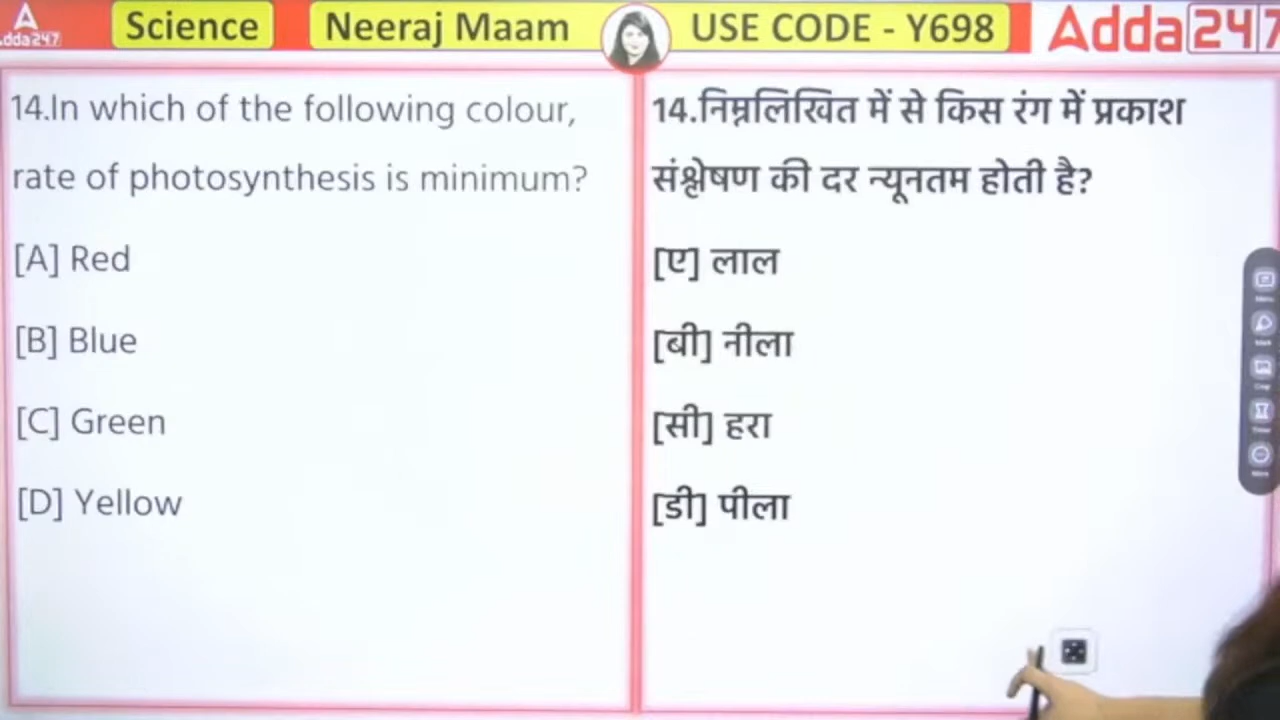 Science
Neeraj Maam
USE CODE - Y698
Adda247
14.In which of the following colour,
rate of photosynthesis is minimum?
[A] Red
[B] Blue
[C] Green
[D] Yellow
14.निम्नलिखित में से किस रंग में प्रकाश
संश्लेषण की दर न्यूनतम होती है?
[ए] लाल
[बी] नीला
[सी] हरा
[डी] पीला